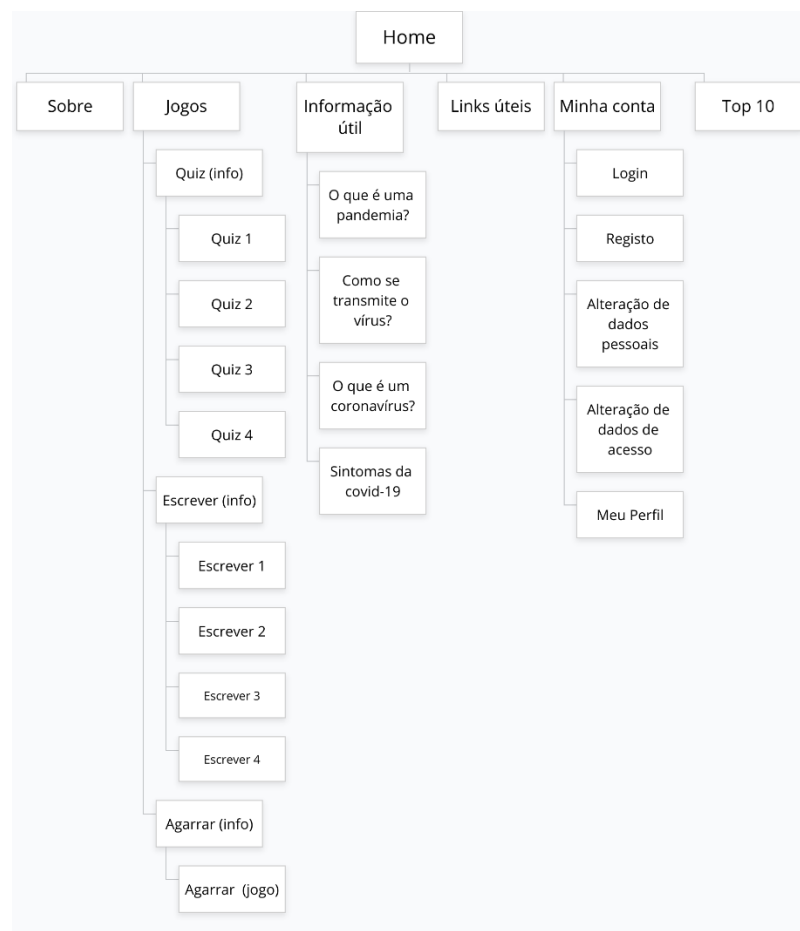 Home
Sobre
Jogos
Informação
útil
Links úteis
Minha conta
Top 10
Quiz (info)
Quiz 1
Quiz 2
Quiz 3
Quiz 4
Escrever (info)
Escrever 1
Escrever 2
Escrever 3
Escrever 4
Agarrar (info)
Agarrar (jogo)
O que é uma
pandemia?
Como se
transmite o
vírus?
O que é um
coronavírus?
Sintomas da
covid-19
Login
Registo
Alteração de
dados
pessoais
Alteração de
dados de
acesso
Meu Perfil